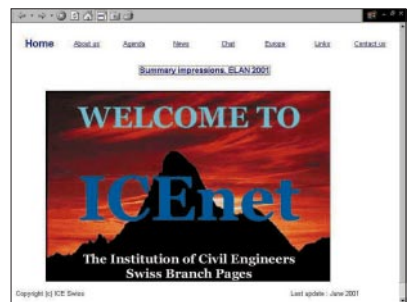 Home About us Agenda News Chat Europe Links Contact us
Summary impressions, ELAN 2001
WELCOME TO
ICEnet
The Institution of Civil Engineers
Swiss Branch Pages
Copyright (c) ICE Swiss Last update : June 2001